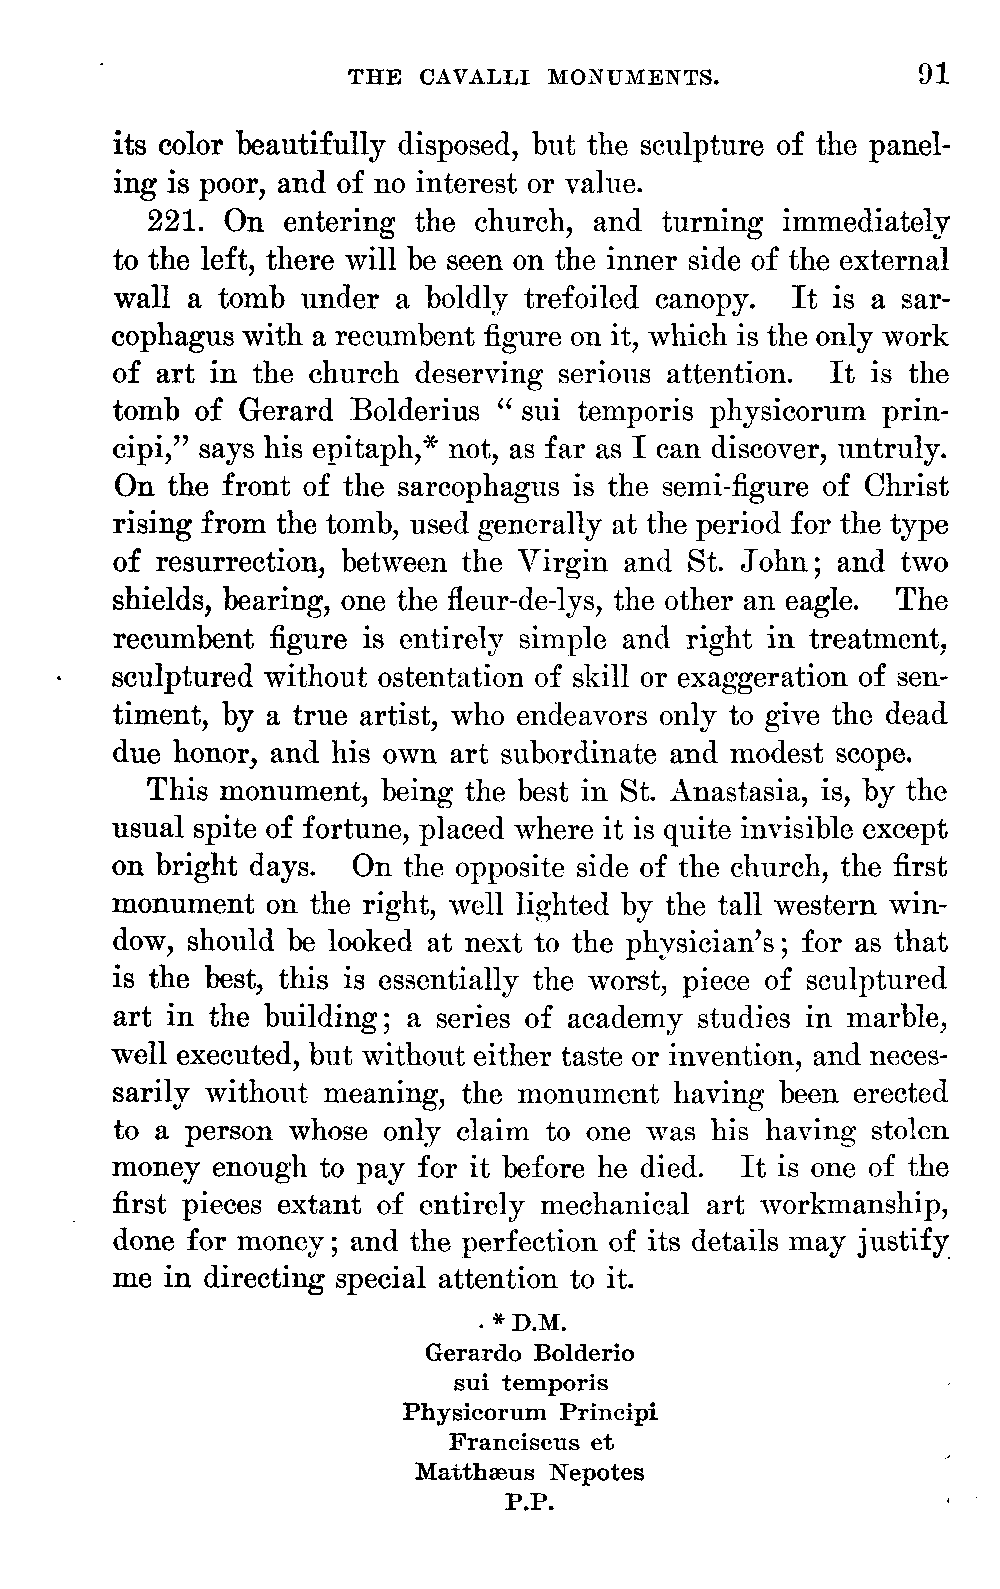 THE CAVALLI MONUMENTS. 91
its color beautifully disposed, but the sculpture of the panel-
ing is poor, and of no interest or value.
221. On entering the church, and turning immediately
to the left, there will be seen on the inner side of the external
wall a tomb under a boldly trefoiled canopy. It is a sar-
cophagus with a recumbent figure on it, which is the only work
of art in the church deserving serious attention. It is the
tomb of Gerard Bolderius “ sui temporis physicorum prin-
cipi,” says his epitaph,* not, as far as I can discover, untruly.
On the front of the sarcophagus is the semi-figure of Christ
rising from the tomb, used generally at the period for the type
of resurrection, between the Virgin and St. John; and two
shields, bearing, one the fleur-de-lys, the other an eagle. The
recumbent figure is entirely simple and right in treatment,
sculptured without ostentation of skill or exaggeration of sen-
timent, by a true artist, who endeavors only to give the dead
due honor, and his own art subordinate and modest scope.
This monument, being the best in St. Anastasia, is, by the
usual spite of fortune, placed where it is quite invisible except
on bright days. On the opposite side of the church, the first
monument on the right, well lighted by the tall western win-
dow, should be looked at next to the physician’s; for as that
is the best, this is essentially the worst, piece of sculptured
art in the building; a series of academy studies in marble,
well executed, but without either taste or invention, and neces-
sarily without meaning, the monument having been erected
to a person whose only claim to one was his having stolen
money enough to pay for it before he died. It is one of the
first pieces extant of entirely mechanical art workmanship,
done for money; and the perfection of its details may justify
me in directing special attention to it.
* D.M.
Gerardo Bolderio
sui temporis
Physicorum Principi
Franciscus et
Matthæus Nepotes
P.P.